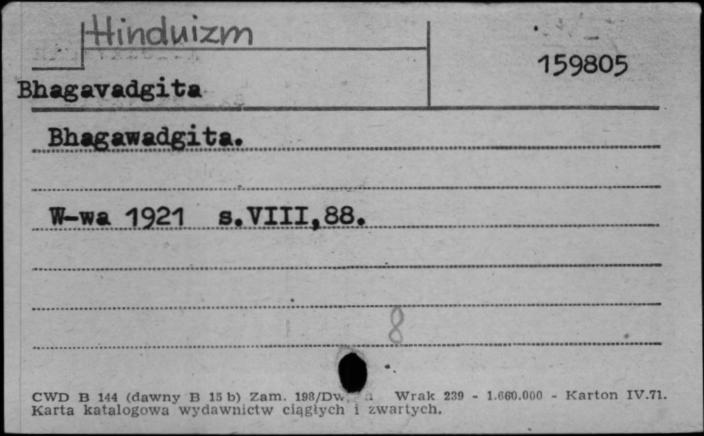 Hinduizm
159805
Bhagavadgita
Bhagawadgita.
W-wa 1921 s.VIII,88.
8
CWD B 144 (dawny B 15 b) Zam. 198/Dw. Wrak 239 - 1.660.000 - Karton IV.71.
Karta katalogowa wydawnictw ciągłych i zwartych.